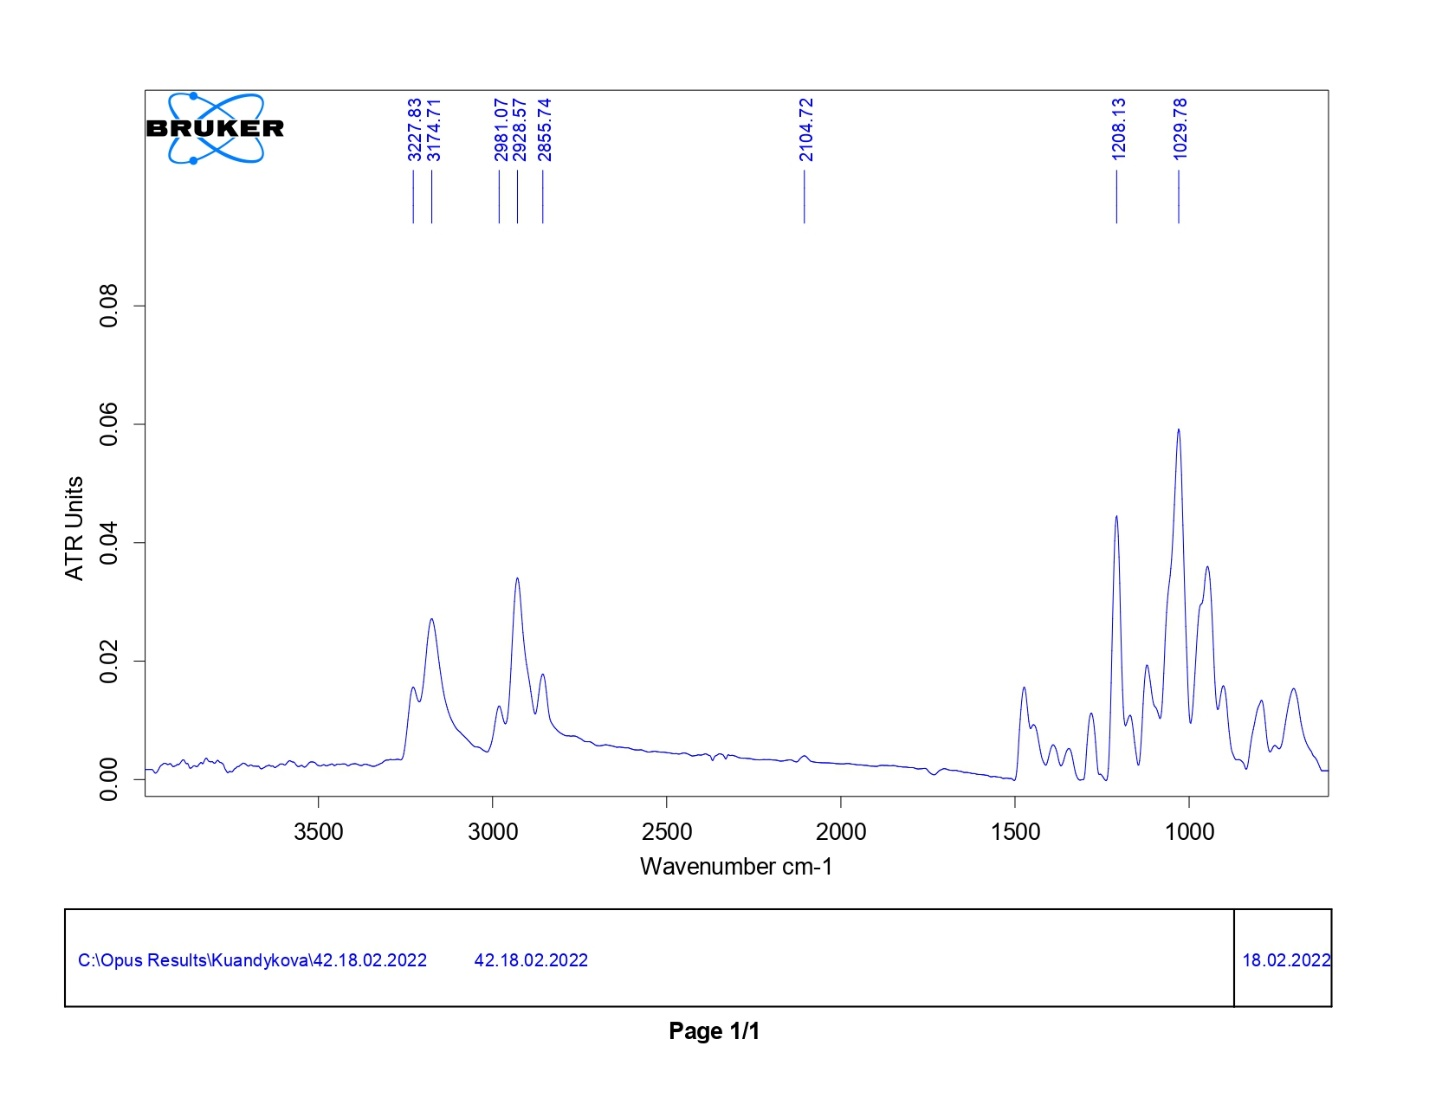 BRUKER
3227.83
3174.71
2981.07
2928.57
2855.74
2104.72
1208.13
1029.78
0.08
0.06
0.04
0.02
0.00
ATR Units
3500 3000 2500 2000 1500 1000
Wavenumber cm-1
C:\Opus Results\Kuandykova\42.18.02.2022 42.18.02.2022 18.02.2022
Page 1/1